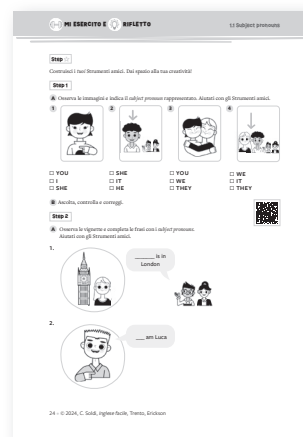 MI ESERCITO E RIFLETTO
1.1 Subject pronouns
Step
Costruisci i tuoi Strumenti amici. Dai spazio alla tua creatività!
Step 1
A Osserva le immagini e indica il subject pronoun rappresentato. Aiutati con gli Strumenti amici.
1 2 3 4
☐ YOU ☐ SHE ☐ YOU ☐ WE
☐ I ☐ IT ☐ WE ☐ IT
☐ SHE ☐ HE ☐ THEY ☐ THEY
B Ascolta, controlla e correggi.
Step 2
A Osserva le vignette e completa le frasi con i subject pronouns.
Aiutati con gli Strumenti amici.
1.
______ is in
London
2.
___ am Luca
24 – © 2024, C. Soldi, Inglese facile, Trento, Erickson